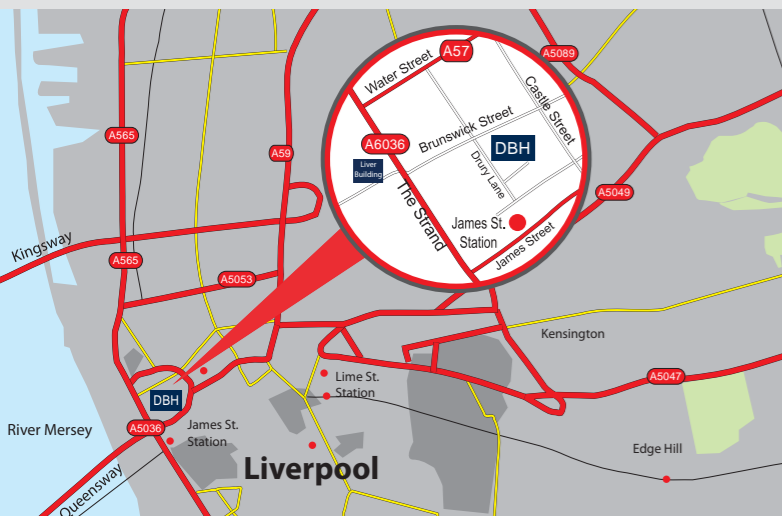 A5089
A57
Water Street
Castle Street
A565
Brunswick Street
A6036
DBH
A59
Liver
Building
Drury Lane
The Strand
A5049
James St.
Station
James Street
Kingsway
A565
A5053
Kensington
Lime St.
Station
A5047
DBH
River Mersey
A5036
James St.
Station
Edge Hill
Liverpool
Queensway